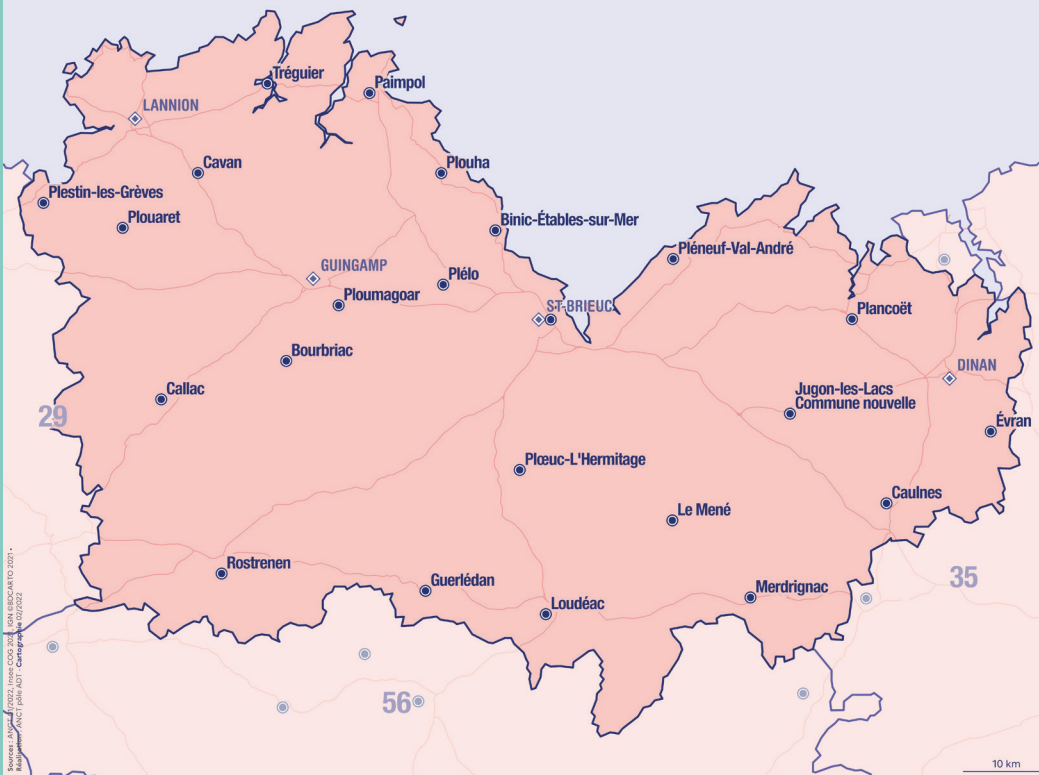 Tréguier
Paimpol
LANNION
Cavan
Plouha
Plestin-les-Grèves
Plouaret
Binic-Étables-sur-Mer
Pléneuf-Val-André
GUINGAMP
Plélo
Ploumagoar
ST-BRIEUC
Plancoët
Bourbriac
DINAN
Callac
Jugon-les-Lacs
Commune nouvelle
29
Évran
Plœuc-L'Hermitage
Caulnes
Le Mené
Rostrenen
Guerlédan
35
Merdrignac
Loudéac
56
10 km
Réalisation : ANCT pôle ADT - Cartographie 02/2022